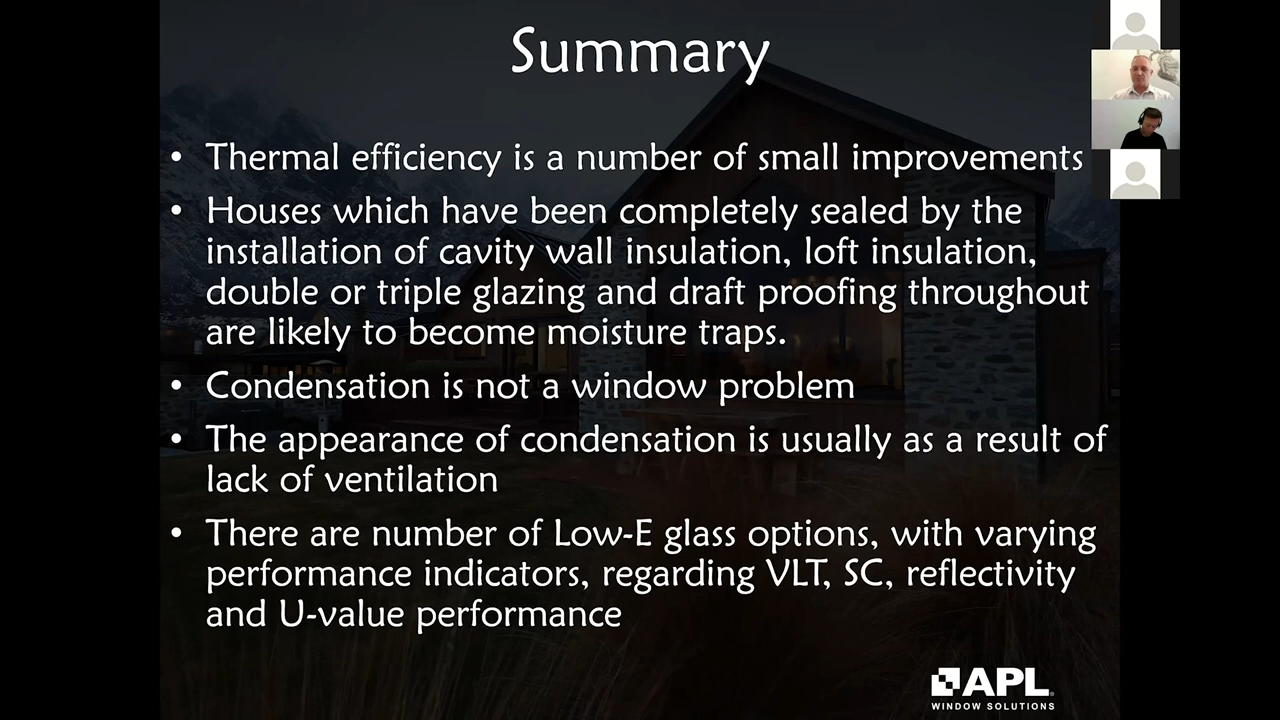 Summary
• Thermal efficiency is a number of small improvements
• Houses which have been completely sealed by the
installation of cavity wall insulation, loft insulation,
double or triple glazing and draft proofing throughout
are likely to become moisture traps.
• Condensation is not a window problem
• The appearance of condensation is usually as a result of
lack of ventilation
• There are number of Low-E glass options, with varying
performance indicators, regarding VLT, SC, reflectivity
and U-value performance
APL
WINDOW SOLUTIONS